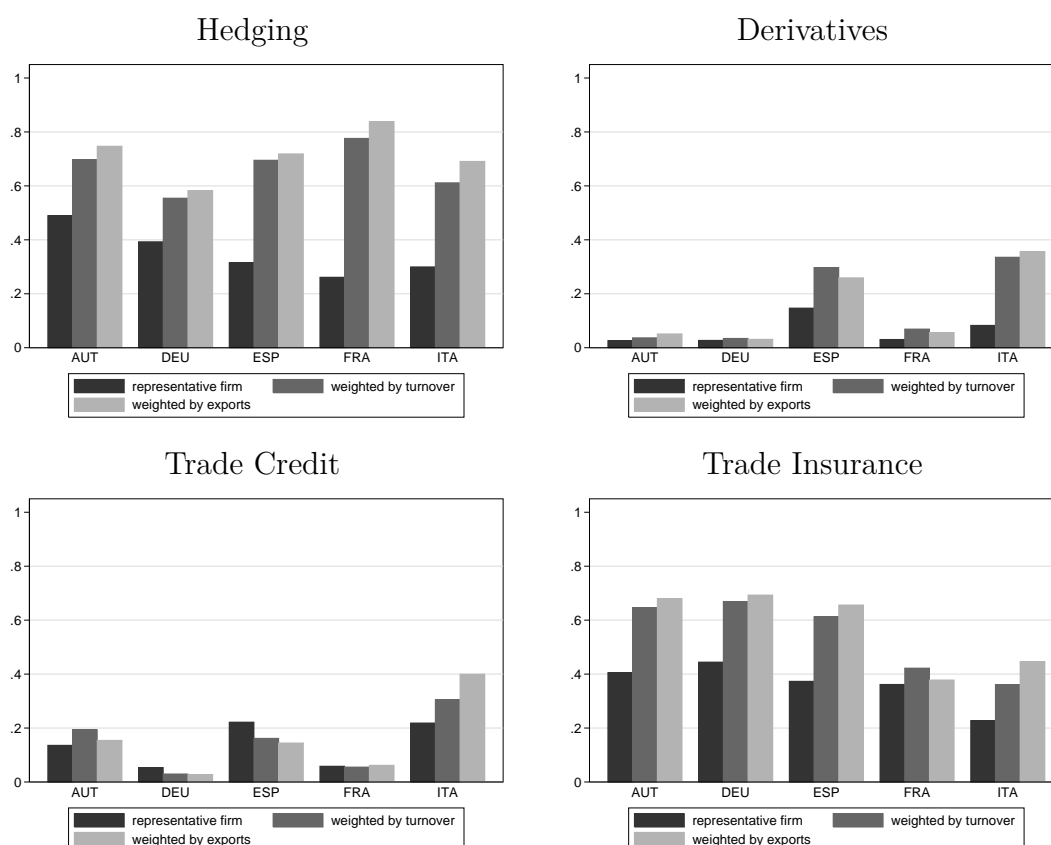 Hedging
1
.8
.6
.4
.2
0
AUT DEU ESP FRA ITA
representative firm weighted by turnover
weighted by exports
Derivatives
1
.8
.6
.4
.2
0
AUT DEU ESP FRA ITA
representative firm weighted by turnover
weighted by exports
Trade Credit
1
.8
.6
.4
.2
0
AUT DEU ESP FRA ITA
representative firm weighted by turnover
weighted by exports
Trade Insurance
1
.8
.6
.4
.2
0
AUT DEU ESP FRA ITA
representative firm weighted by turnover
weighted by exports